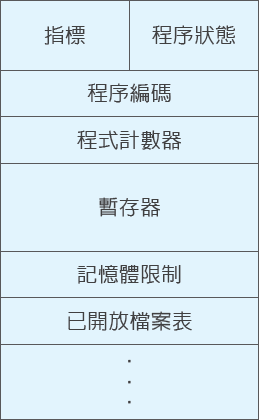 指標 程序狀態
程序編碼
程式計數器
暫存器
記憶體限制
已開放檔案表
.
.
.